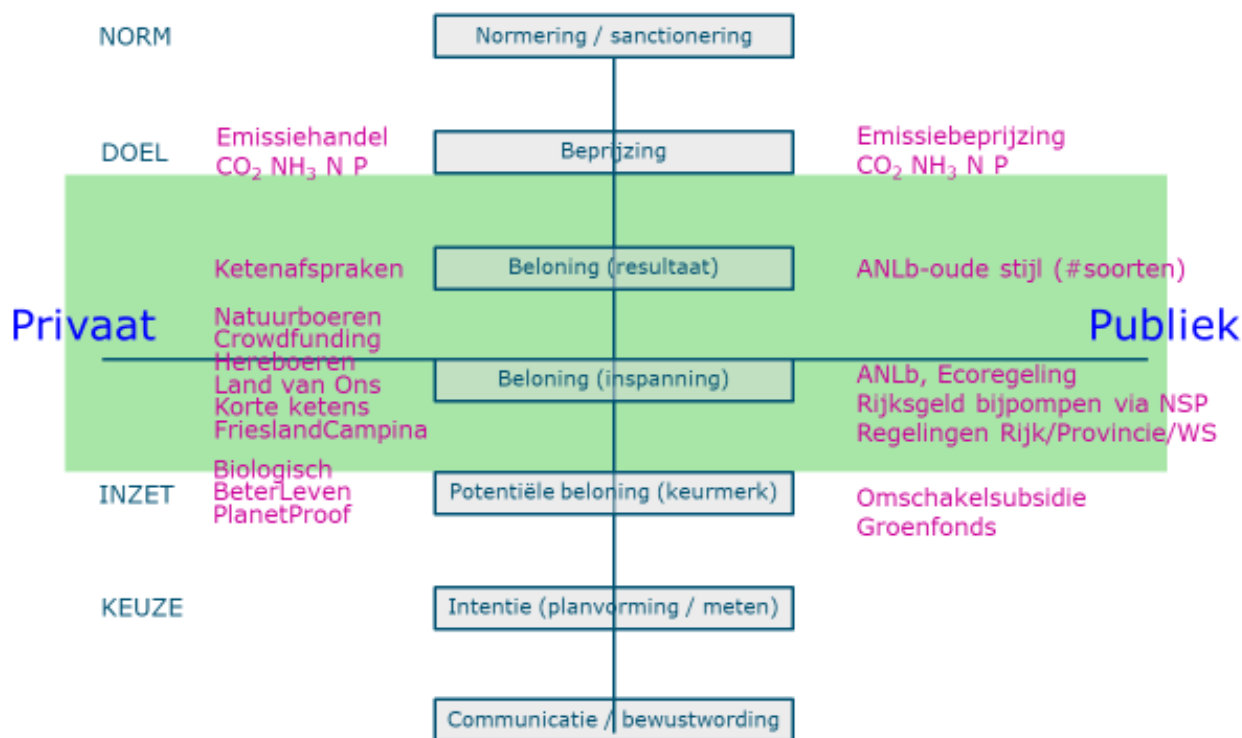 NORM
Normering / sanctionering
DOEL
Emissiehandel
CO₂ NH₃ N P
Beprijzing
Emissiebeprijzing
CO₂ NH₃ N P
Ketenafspraken
Beloning (resultaat)
ANLb-oude stijl (#soorten)
Privaat
Publiek
Natuurboeren
Crowdfunding
Hereboeren
Land van Ons
Korte ketens
FrieslandCampina
Beloning (inspanning)
ANLb, Ecoregeling
Rijksgeld bijpompen via NSP
Regelingen Rijk/Provincie/WS
INZET
Biologisch
BeterLeven
PlanetProof
Potentiële beloning (keurmerk)
Omschakelsubsidie
Groenfonds
KEUZE
Intentie (planvorming / meten)
Communicatie / bewustwording